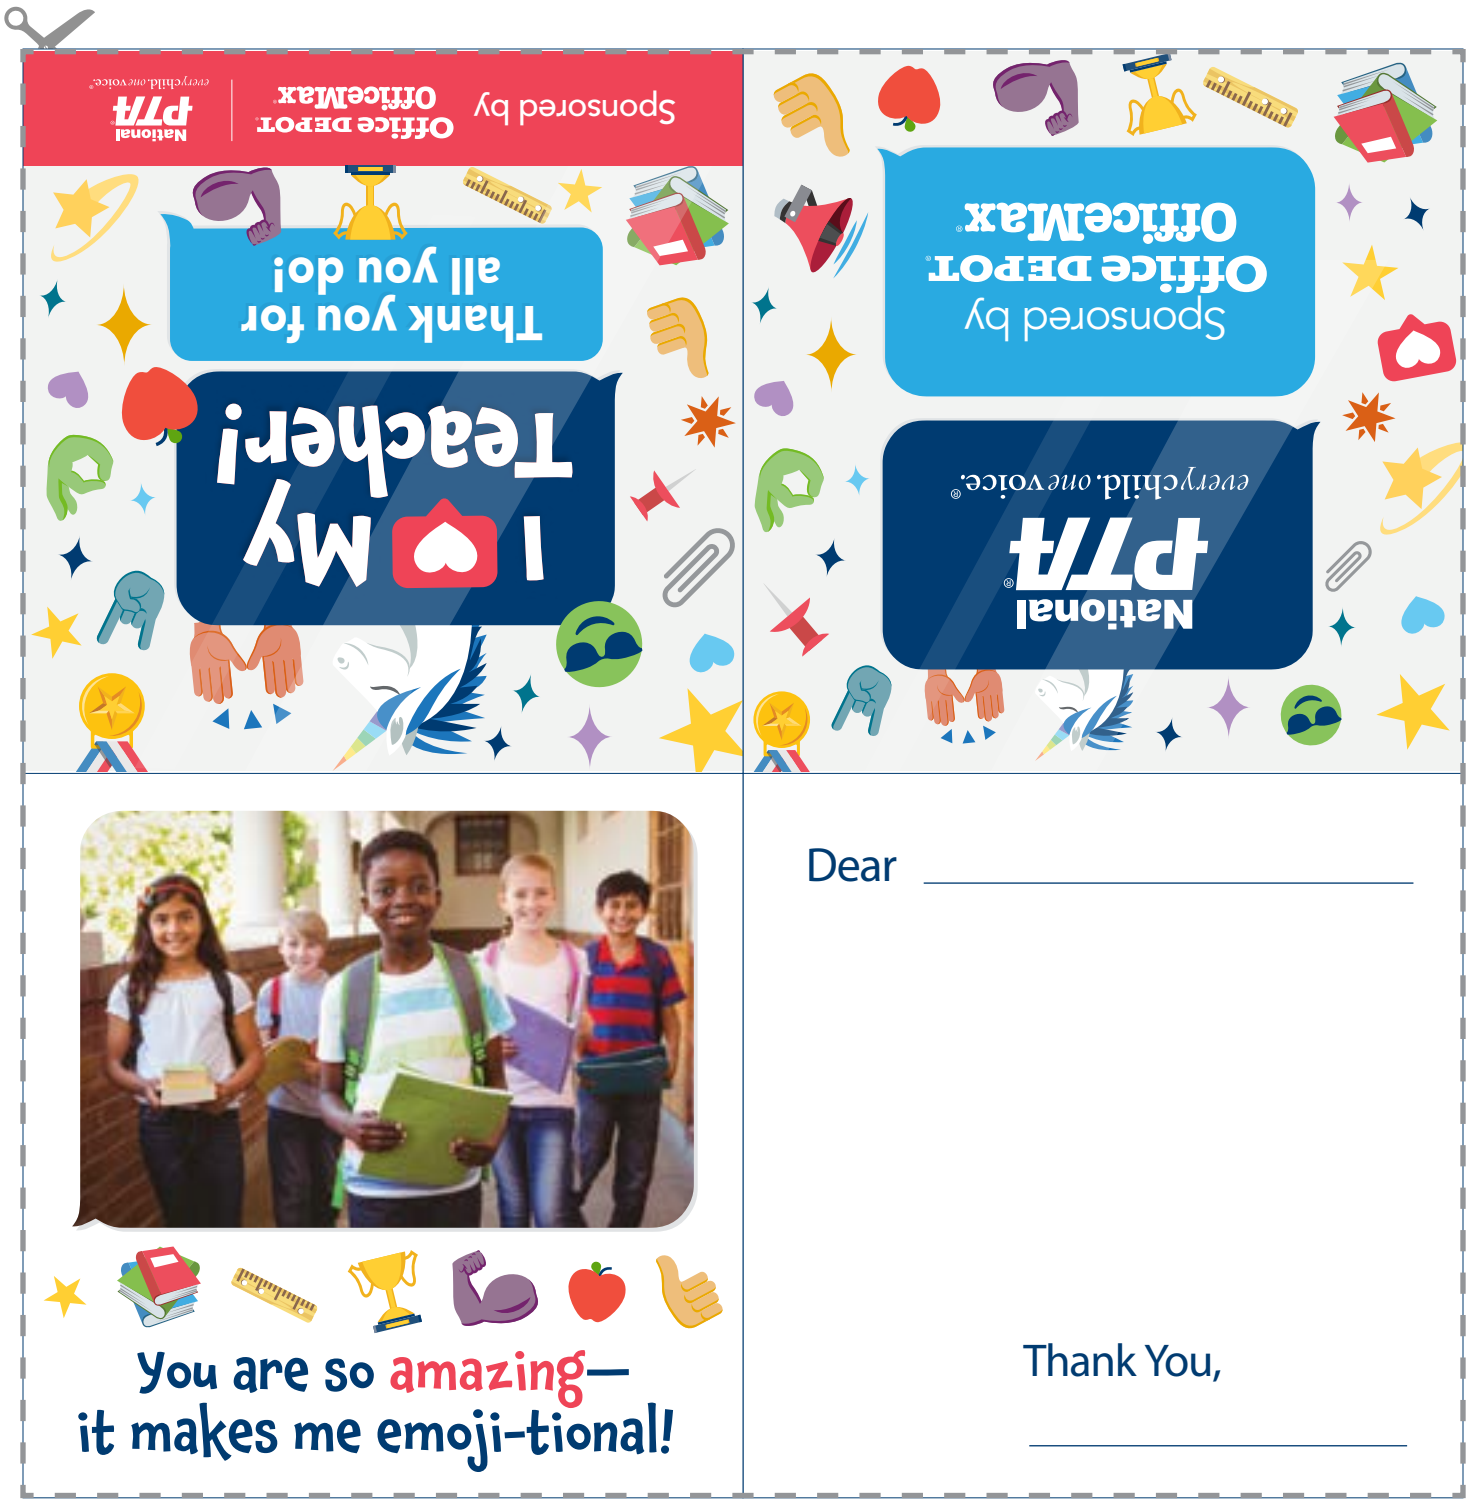 I My
Teacher!
Thank you for
all you do!
Sponsored by
Office DEPOT®
OfficeMax®
National
PTA®
everychild.onevoice.®
National
PTA®
everychild.onevoice.®
Sponsored by
Office DEPOT®
OfficeMax®
You are so amazing—
it makes me emoji-tional!
Dear
Thank You,